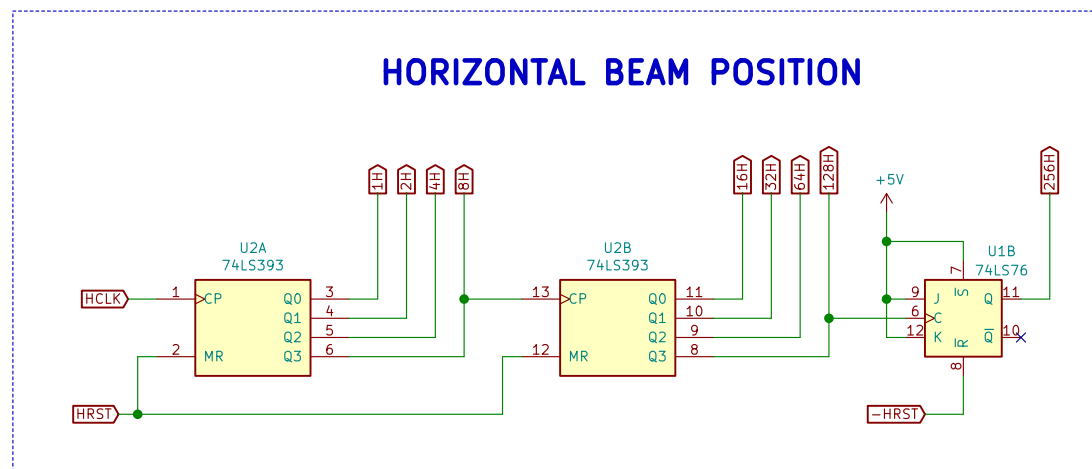 HORIZONTAL BEAM POSITION
1H
2H
4H
8H
16H
32H
64H
128H
256H
+5V
U2A
74LS393
HCLK
1
CP
Q0
3
Q1
4
Q2
5
2
MR
Q3
6
HRST
U2B
74LS393
13
CP
Q0
11
Q1
10
Q2
9
12
MR
Q3
8
U1B
74LS76
7
S
9
J
Q
11
6
C
12
K
Q
10
R
8
-HRST